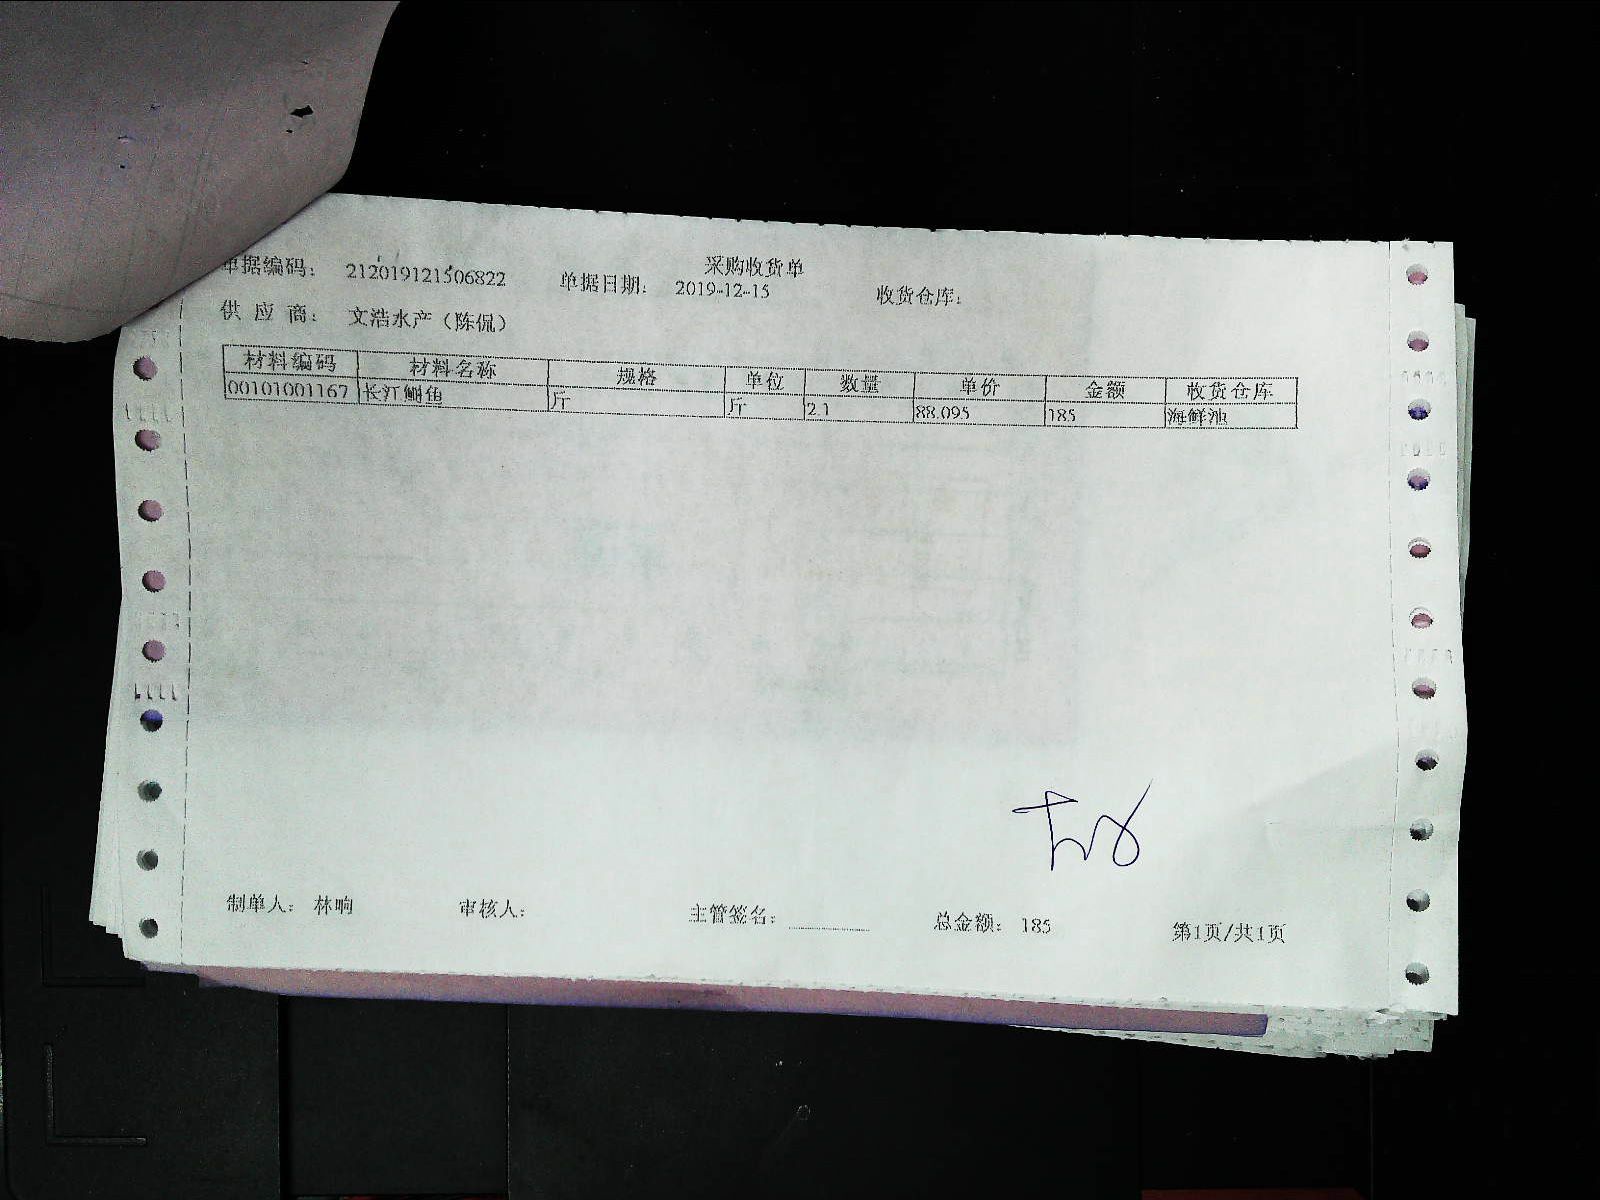 采购收货单
单据编码: 212019121506822 单据日期: 2019-12-15 收货仓库:
供 应 商: 文浩水产（陈侃）
材料编码 材料名称 规格 单位 数量 单价 金额 收货仓库
00101001167 长江鮰鱼 斤 斤 2.1 88.095 185 海鲜池
制单人: 林响 审核人: 主管签名: 总金额: 185 第1页/共1页